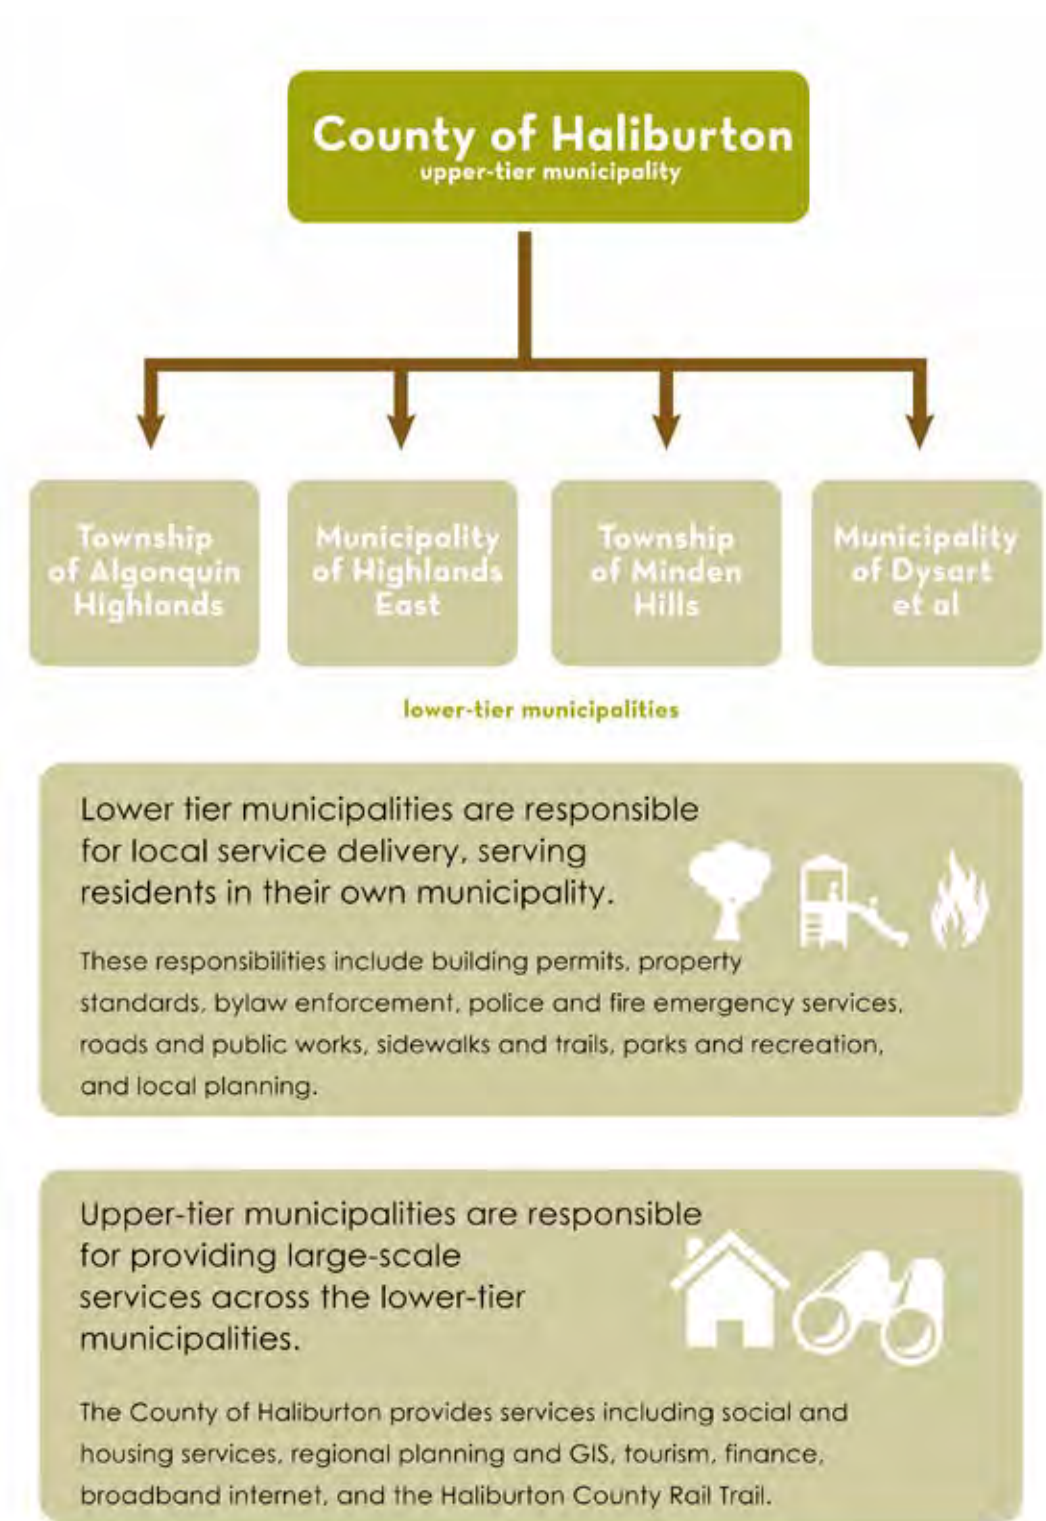 County of Haliburton
upper-tier municipality
Township
of Algonquin
Highlands
Municipality
of Highlands
East
Township
of Minden
Hills
Municipality
of Dysart
et al
lower-tier municipalities
Lower tier municipalities are responsible
for local service delivery, serving
residents in their own municipality.
These responsibilities include building permits, property
standards, bylaw enforcement, police and fire emergency services,
roads and public works, sidewalks and trails, parks and recreation,
and local planning.
Upper-tier municipalities are responsible
for providing large-scale
services across the lower-tier
municipalities.
The County of Haliburton provides services including social and
housing services, regional planning and GIS, tourism, finance,
broadband internet, and the Haliburton County Rail Trail.